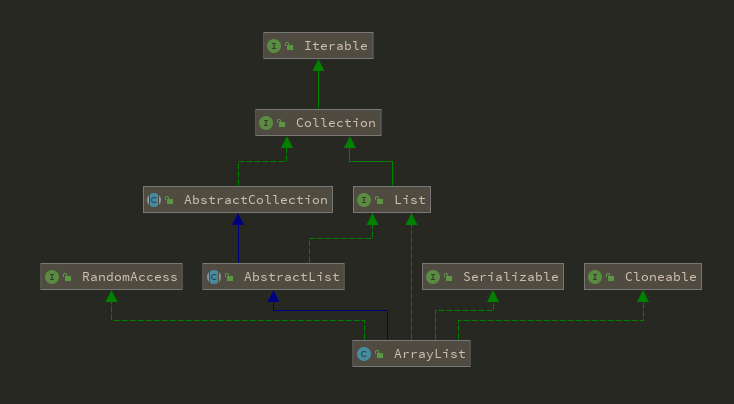 I Iterable
I Collection
C AbstractCollection
I List
I RandomAccess
C AbstractList
I Serializable
I Cloneable
C ArrayList